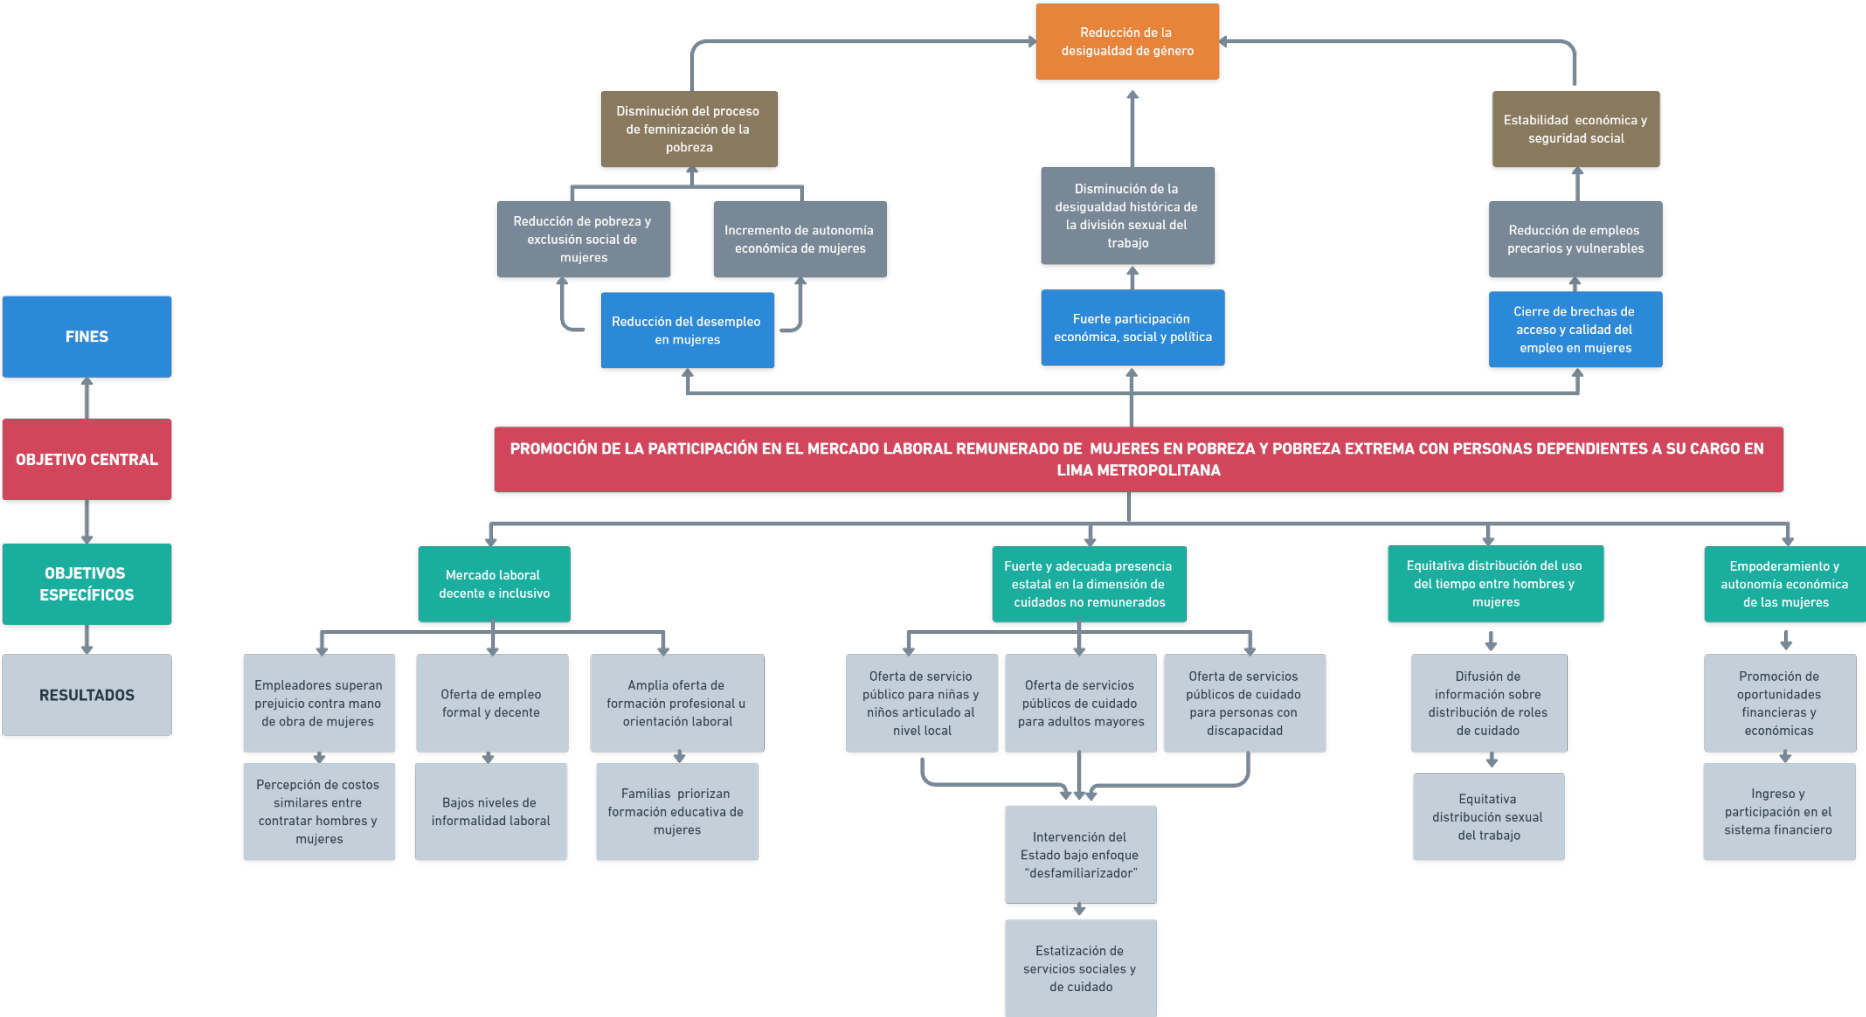 Reducción de la
desigualdad de género
Disminución del proceso
de feminización de la
pobreza
Estabilidad económica y
seguridad social
Reducción de pobreza y
exclusión social de
mujeres
Incremento de autonomía
económica de mujeres
Disminución de la
desigualdad histórica de
la división sexual del
trabajo
Reducción de empleos
precarios y vulnerables
FINES
Reducción del desempleo
en mujeres
Fuerte participación
económica, social y política
Cierre de brechas de
acceso y calidad del
empleo en mujeres
OBJETIVO CENTRAL
PROMOCIÓN DE LA PARTICIPACIÓN EN EL MERCADO LABORAL REMUNERADO DE MUJERES EN POBREZA Y POBREZA EXTREMA CON PERSONAS DEPENDIENTES A SU CARGO EN
LIMA METROPOLITANA
OBJETIVOS
ESPECÍFICOS
Mercado laboral
decente e inclusivo
Fuerte y adecuada presencia
estatal en la dimensión de
cuidados no remunerados
Equitativa distribución del uso
del tiempo entre hombres y
mujeres
Empoderamiento y
autonomía económica
de las mujeres
RESULTADOS
Empleadores superan
prejuicio contra mano
de obra de mujeres
Oferta de empleo
formal y decente
Amplia oferta de
formación profesional u
orientación laboral
Oferta de servicio
público para niñas y
niños articulado al
nivel local
Oferta de servicios
públicos de cuidado
para adultos mayores
Oferta de servicios
públicos de cuidado
para personas con
discapacidad
Difusión de
información sobre
distribución de roles
de cuidado
Promoción de
oportunidades
financieras y
económicas
Percepción de costos
similares entre
contratar hombres y
mujeres
Bajos niveles de
informalidad laboral
Familias priorizan
formación educativa de
mujeres
Intervención del
Estado bajo enfoque
“desfamiliarizador”
Equitativa
distribución sexual
del trabajo
Ingreso y
participación en el
sistema financiero
Estatización de
servicios sociales y
de cuidado